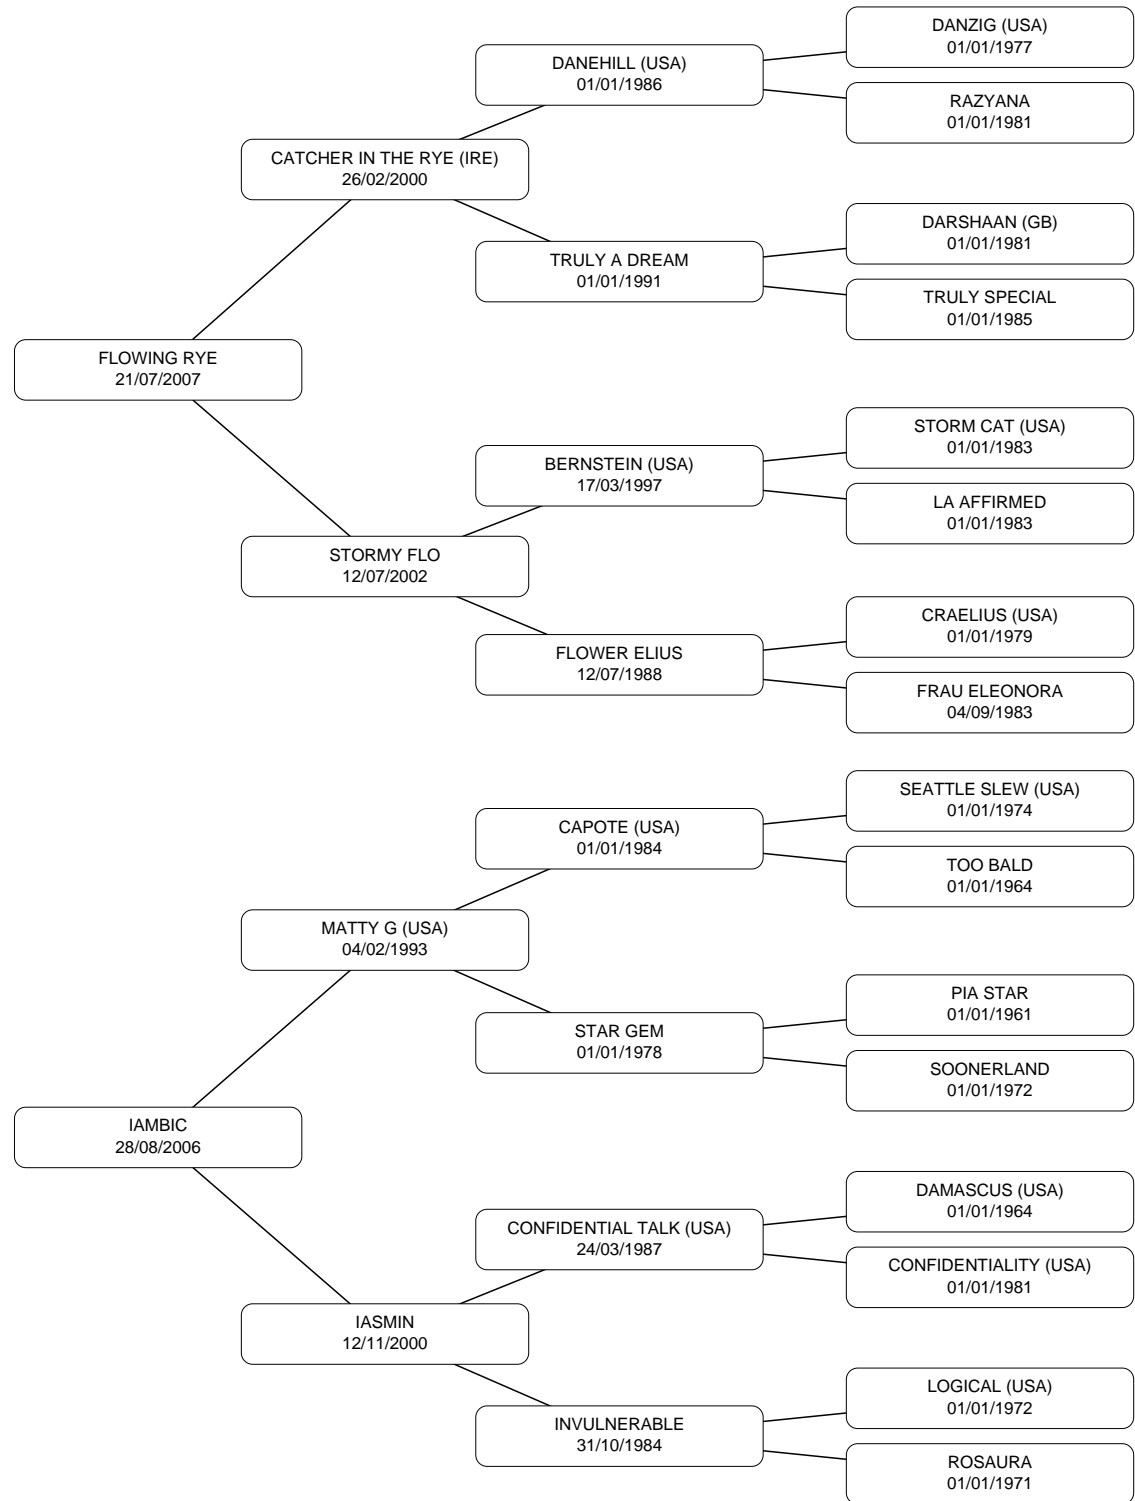 DANZIG (USA)
01/01/1977
DANEHILL (USA)
01/01/1986
RAZYANA
01/01/1981
CATCHER IN THE RYE (IRE)
26/02/2000
DARSHAAN (GB)
01/01/1981
TRULY A DREAM
01/01/1991
TRULY SPECIAL
01/01/1985
FLOWING RYE
21/07/2007
STORM CAT (USA)
01/01/1983
BERNSTEIN (USA)
17/03/1997
LA AFFIRMED
01/01/1983
STORMY FLO
12/07/2002
CRAELIUS (USA)
01/01/1979
FLOWER ELIUS
12/07/1988
FRAU ELEONORA
04/09/1983
SEATTLE SLEW (USA)
01/01/1974
CAPOTE (USA)
01/01/1984
TOO BALD
01/01/1964
MATTY G (USA)
04/02/1993
PIA STAR
01/01/1961
STAR GEM
01/01/1978
SOONERLAND
01/01/1972
IAMBIC
28/08/2006
DAMASCUS (USA)
01/01/1964
CONFIDENTIAL TALK (USA)
24/03/1987
CONFIDENTIALITY (USA)
01/01/1981
IASMIN
12/11/2000
LOGICAL (USA)
01/01/1972
INVULNERABLE
31/10/1984
ROSAURA
01/01/1971